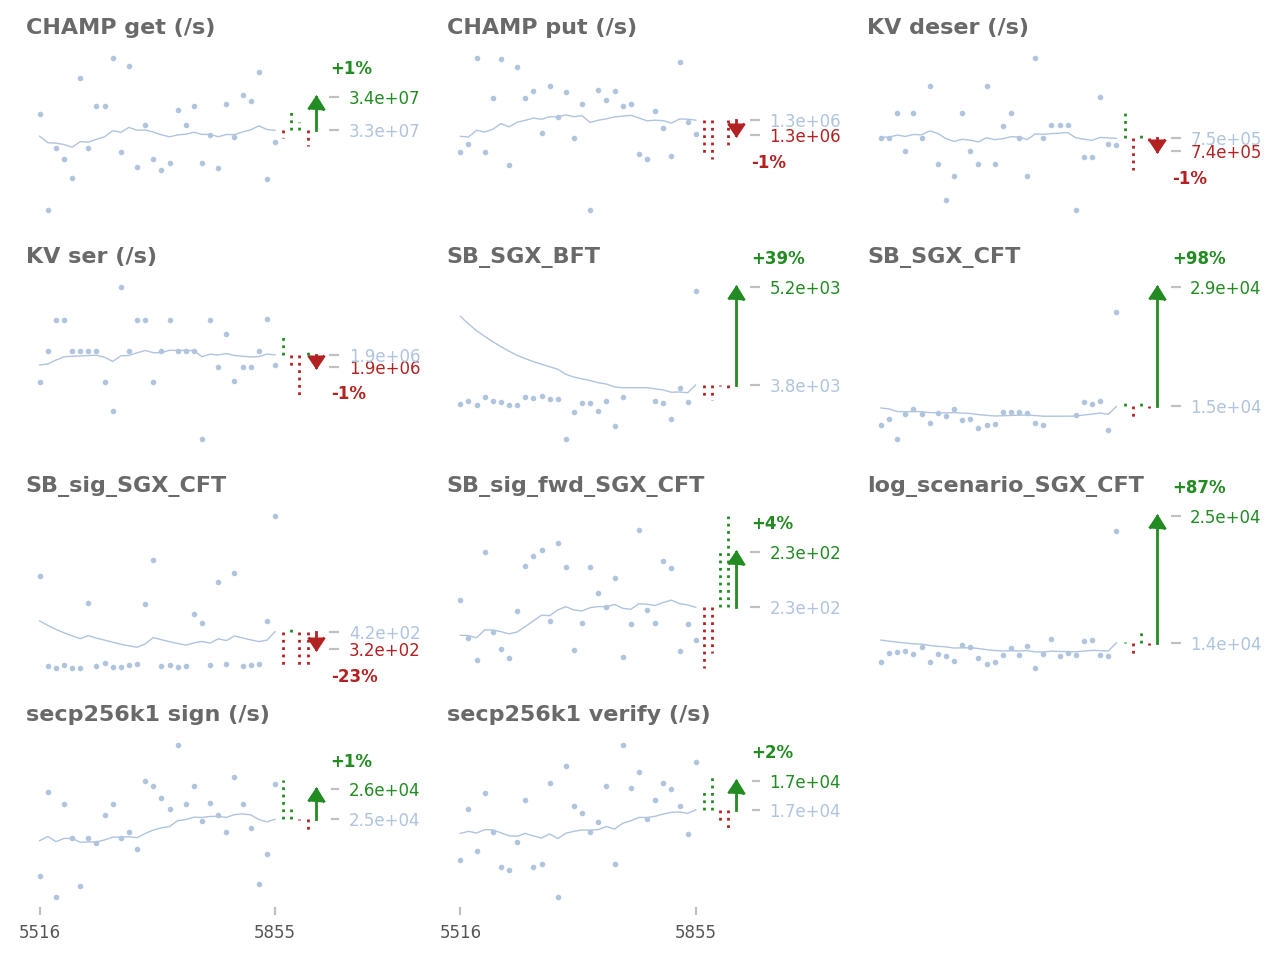 CHAMP get (/s)
+1%
3.4e+07
3.3e+07
CHAMP put (/s)
1.3e+06
1.3e+06
-1%
KV deser (/s)
7.5e+05
7.4e+05
-1%
KV ser (/s)
1.9e+06
1.9e+06
-1%
SB_SGX_BFT
+39%
5.2e+03
3.8e+03
SB_SGX_CFT
+98%
2.9e+04
1.5e+04
SB_sig_SGX_CFT
4.2e+02
3.2e+02
-23%
SB_sig_fwd_SGX_CFT
+4%
2.3e+02
2.3e+02
log_scenario_SGX_CFT
+87%
2.5e+04
1.4e+04
secp256k1 sign (/s)
+1%
2.6e+04
2.5e+04
5516
5855
secp256k1 verify (/s)
+2%
1.7e+04
1.7e+04
5516
5855